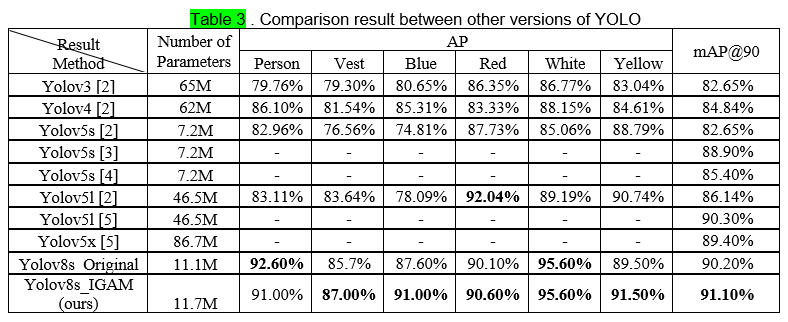 Table 3 . Comparison result between other versions of YOLO
Result Method Number of Parameters AP mAP@90
Person Vest Blue Red White Yellow
Yolov3 [2] 65M 79.76% 79.30% 80.65% 86.35% 86.77% 83.04% 82.65%
Yolov4 [2] 62M 86.10% 81.54% 85.31% 83.33% 88.15% 84.61% 84.84%
Yolov5s [2] 7.2M 82.96% 76.56% 74.81% 87.73% 85.06% 88.79% 82.65%
Yolov5s [3] 7.2M - - - - - - 88.90%
Yolov5s [4] 7.2M - - - - - - 85.40%
Yolov5l [2] 46.5M 83.11% 83.64% 78.09% 92.04% 89.19% 90.74% 86.14%
Yolov5l [5] 46.5M - - - - - - 90.30%
Yolov5x [5] 86.7M - - - - - - 89.40%
Yolov8s_Original 11.1M 92.60% 85.7% 87.60% 90.10% 95.60% 89.50% 90.20%
Yolov8s_IGAM (ours) 11.7M 91.00% 87.00% 91.00% 90.60% 95.60% 91.50% 91.10%